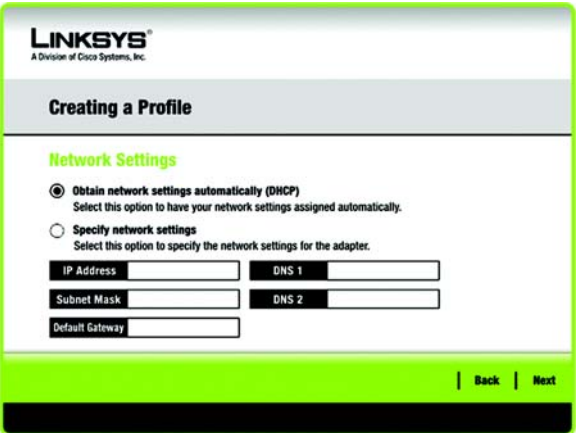 LINKSYS®
A Division of Cisco Systems, Inc.
Creating a Profile
Network Settings
Obtain network settings automatically (DHCP)
Select this option to have your network settings assigned automatically.
Specify network settings
Select this option to specify the network settings for the adapter.
IP Address
DNS 1
Subnet Mask
DNS 2
Default Gateway
Back
Next